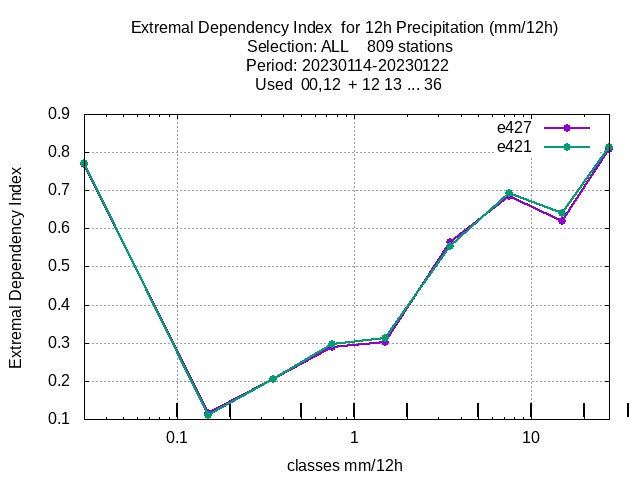 Extremal Dependency Index  for 12h Precipitation (mm/12h)
Selection: ALL    809 stations
Period: 20230114-20230122
Used  00,12  + 12 13 ... 36
e427
e421
0.9
0.8
0.7
0.6
0.5
0.4
0.3
0.2
0.1
Extremal Dependency Index
0.1 1 10
classes mm/12h